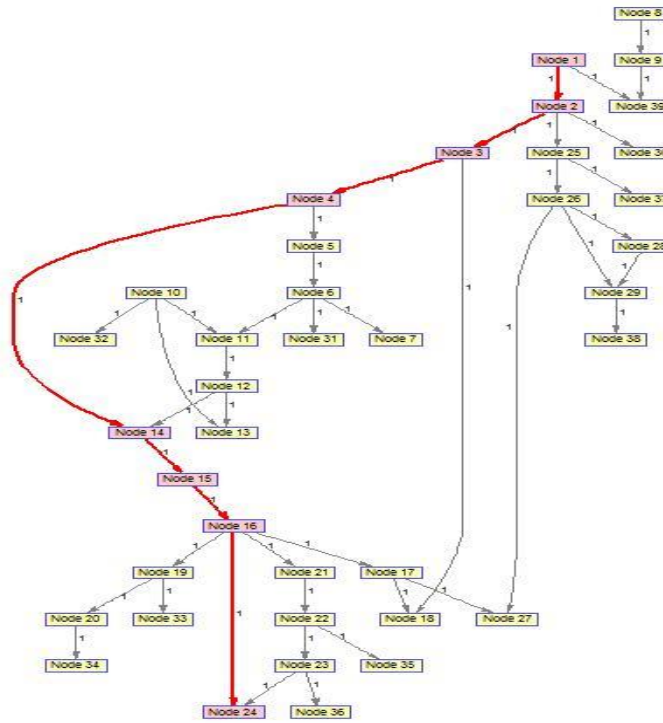 Node 8
Node 1
Node 9
1
1
1
1
Node 2
Node 39
1
1
1
Node 3
Node 25
Node 36
1
1
1
Node 4
Node 26
Node 37
1
1
1
Node 5
Node 28
1
1
1
1
Node 10
Node 6
Node 29
1
1
1
1
1
1
1
1
Node 32
Node 11
Node 31
Node 7
Node 38
1
Node 12
1
1
Node 14
Node 13
1
Node 15
1
Node 16
1
1
1
1
Node 19
Node 21
Node 17
1
1
1
1
1
Node 20
Node 33
Node 22
Node 18
Node 27
1
1
1
Node 34
Node 23
Node 35
1
1
Node 24
Node 36